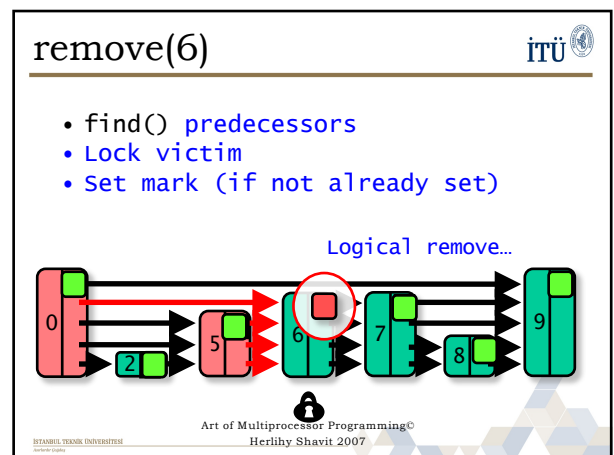 remove(6)
İTÜ
• find() predecessors
• Lock victim
• Set mark (if not already set)
Logical remove…
0
2
5
6
7
8
9
Art of Multiprocessor Programming©
Herlihy Shavit 2007
İSTANBUL TEKNİK ÜNİVERSİTESİ